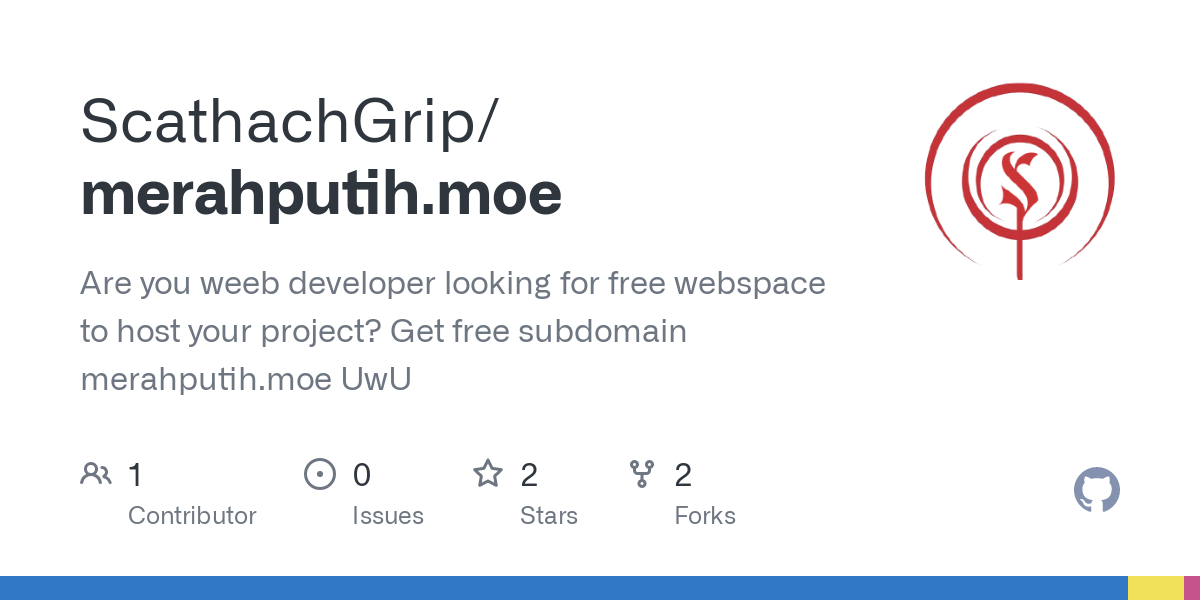 ScathachGrip/
merahputih.moe
Are you weeb developer looking for free webspace
to host your project? Get free subdomain
merahputih.moe UwU
1
Contributor
0
Issues
2
Stars
2
Forks